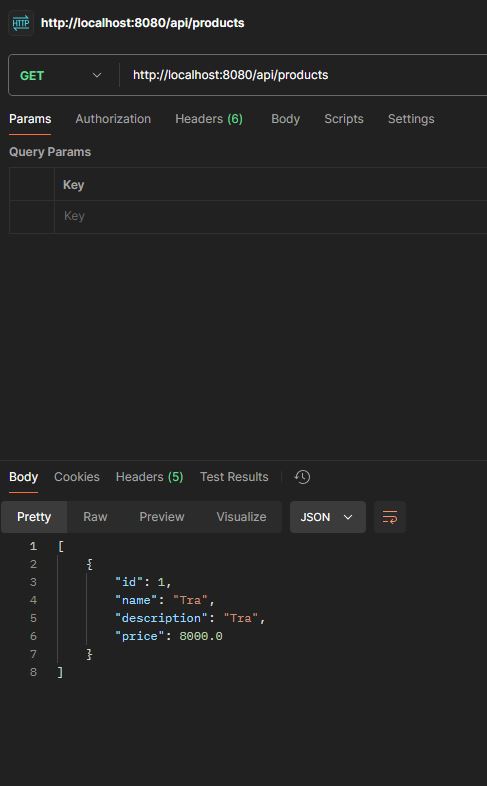 HTTP http://localhost:8080/api/products
GET http://localhost:8080/api/products
Params Authorization Headers (6) Body Scripts Settings
Query Params
Key
Key
Body Cookies Headers (5) Test Results
Pretty Raw Preview Visualize JSON
1 [
2 {
3 "id": 1,
4 "name": "Tra",
5 "description": "Tra",
6 "price": 8000.0
7 }
8 ]